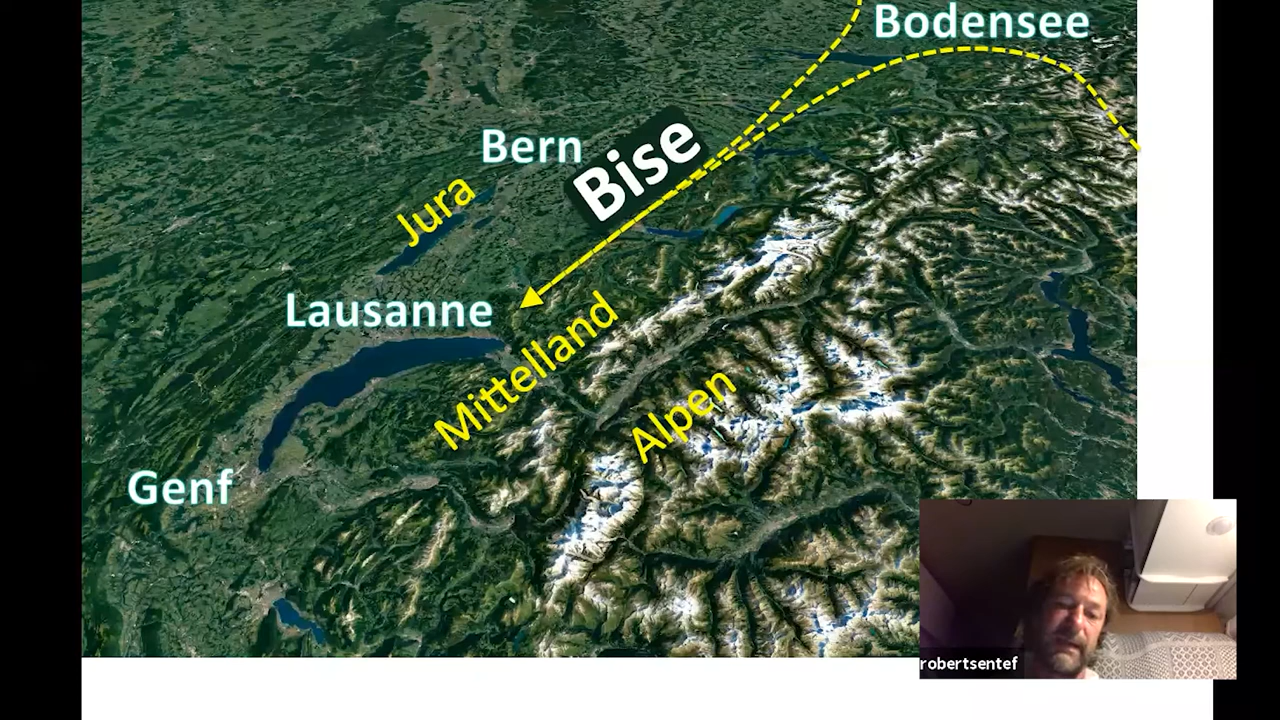 Bodensee
Bern
Bise
Jura
Lausanne
Mittelland
Alpen
Genf
robertsentef